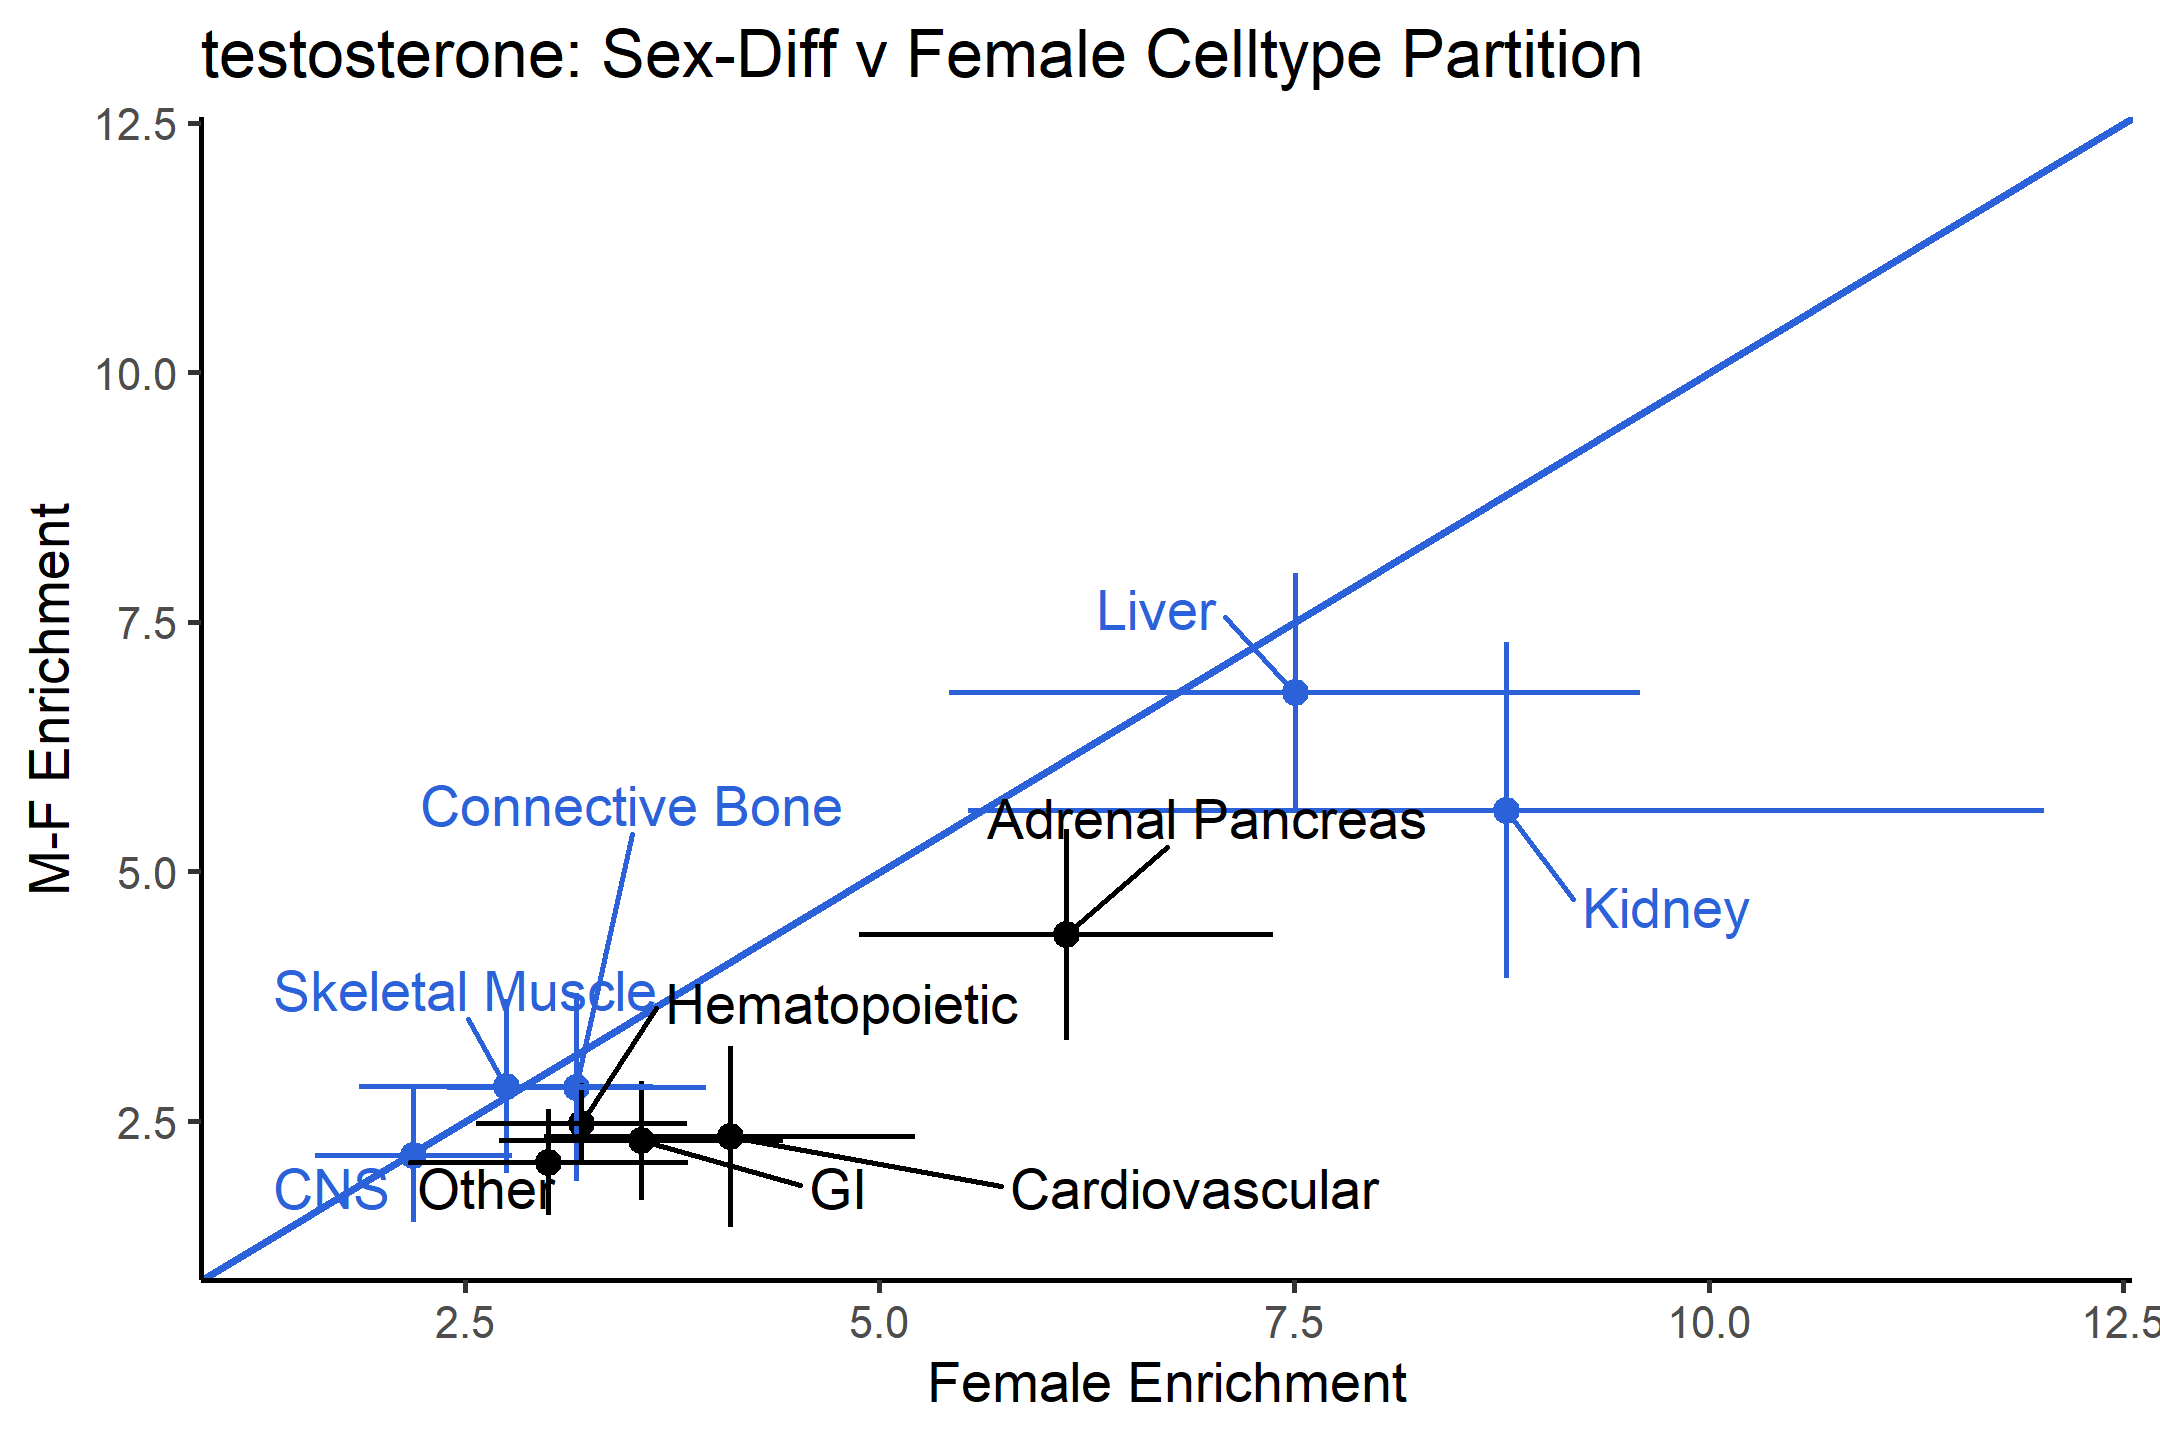 testosterone: Sex-Diff v Female Celltype Partition
12.5
10.0
7.5
5.0
2.5
M-F Enrichment
Liver
Connective Bone
Adrenal Pancreas
Kidney
Skeletal Muscle
Hematopoietic
CNS
Other
GI
Cardiovascular
2.5
5.0
7.5
10.0
12.5
Female Enrichment